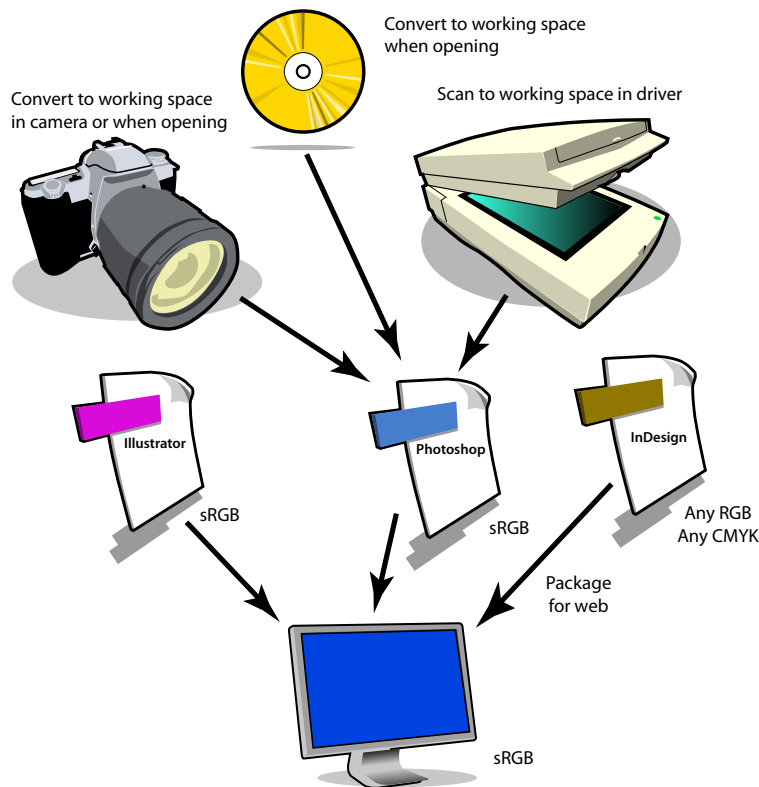 Convert to working space
when opening
Convert to working space
in camera or when opening
Scan to working space in driver
Illustrator
Photoshop
InDesign
sRGB
sRGB
Any RGB
Any CMYK
Package
for web
sRGB